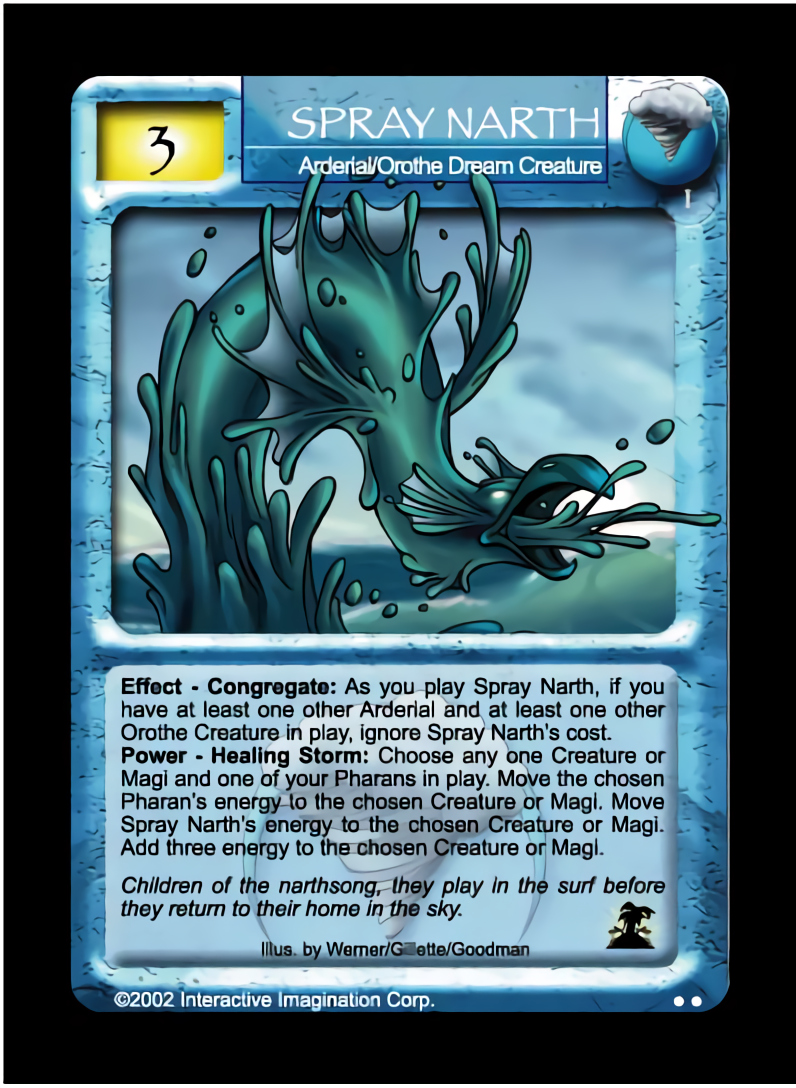 3
SPRAY NARTH
Arderial/Orothe Dream Creature
I
Effect - Congregate: As you play Spray Narth, if you
have at least one other Arderial and at least one other
Orothe Creature in play, ignore Spray Narth's cost.
Power - Healing Storm: Choose any one Creature or
Magi and one of your Pharans in play. Move the chosen
Pharan's energy to the chosen Creature or Magi. Move
Spray Narth's energy to the chosen Creature or Magi.
Add three energy to the chosen Creature or Magi.
Children of the narthsong, they play in the surf before
they return to their home in the sky.
Illus. by Werner/Goodman
©2002 Interactive Imagination Corp.